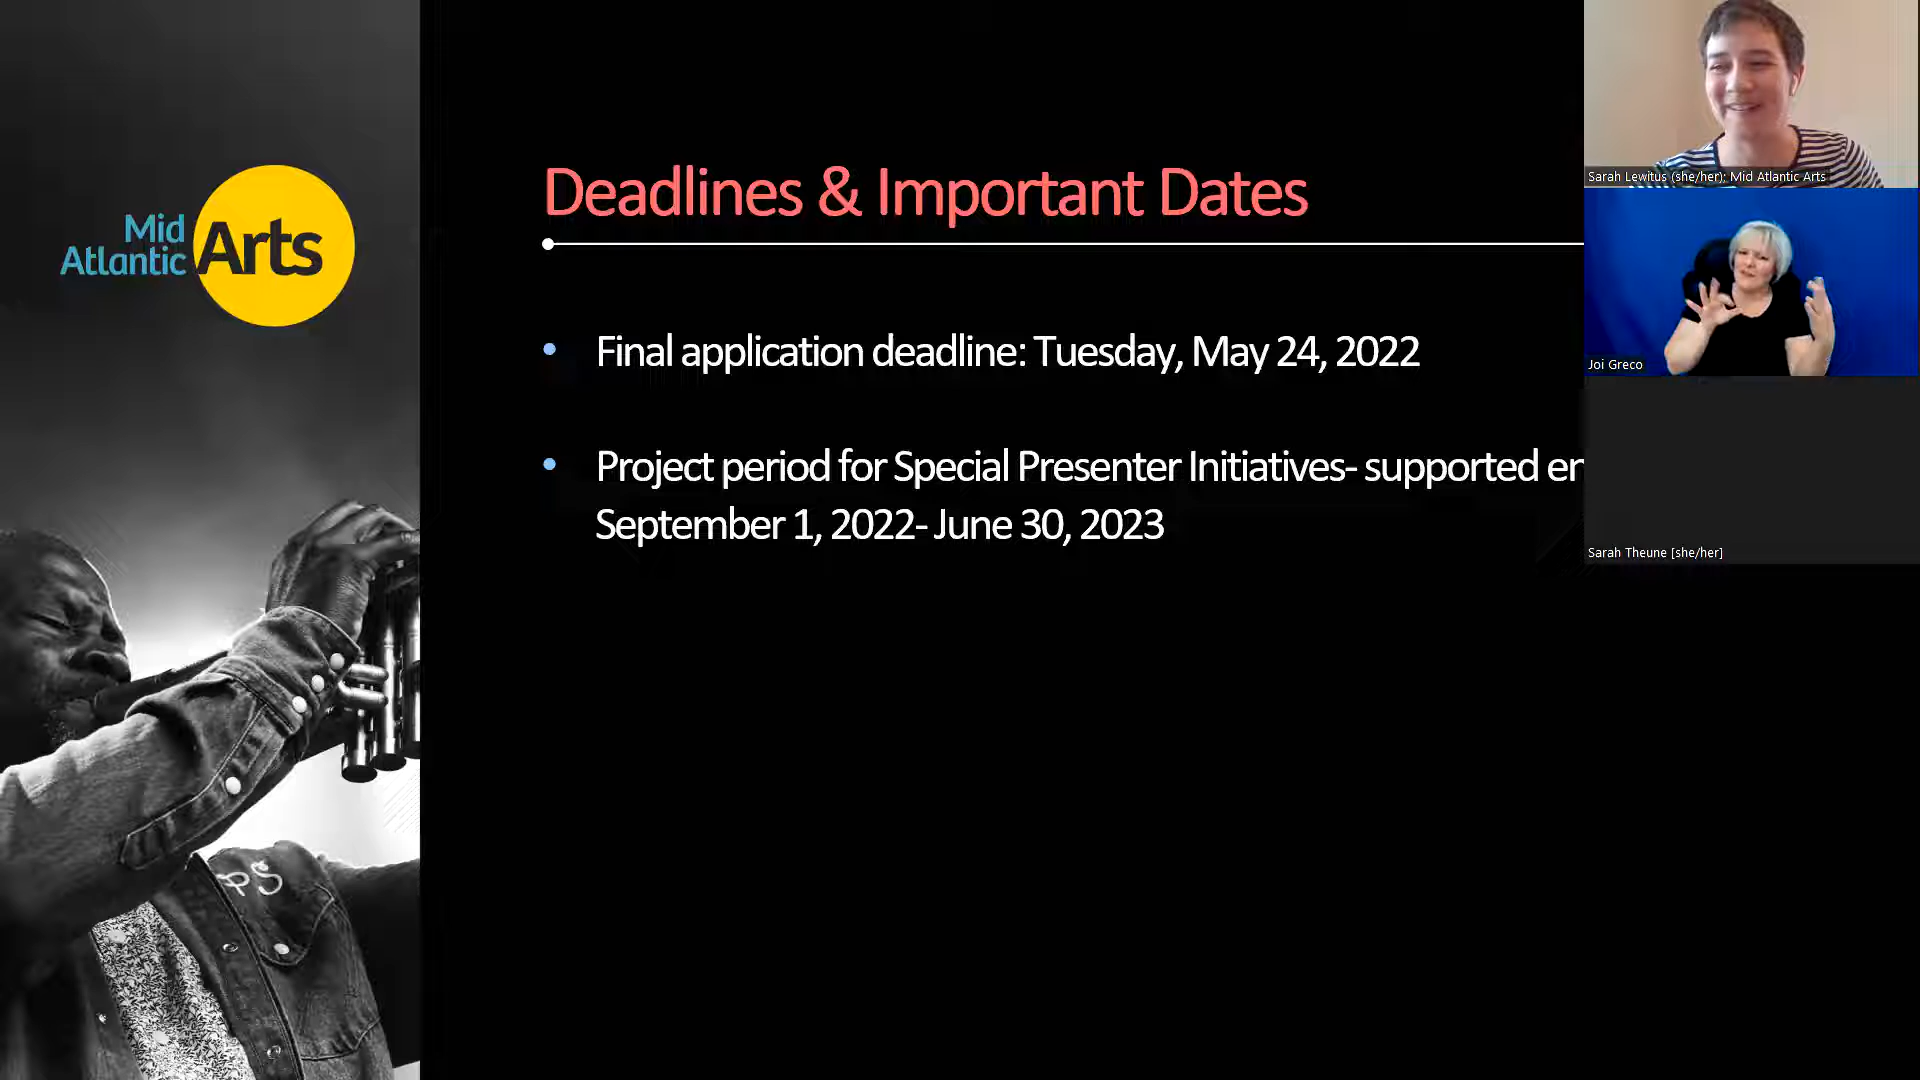 Mid
Atlantic
Arts
Deadlines & Important Dates
• Final application deadline: Tuesday, May 24, 2022
• Project period for Special Presenter Initiatives- supported
September 1, 2022- June 30, 2023
Sarah Lewitus (she/her); Mid Atlantic Arts
Joi Greco
Sarah Theune [she/her]
PS